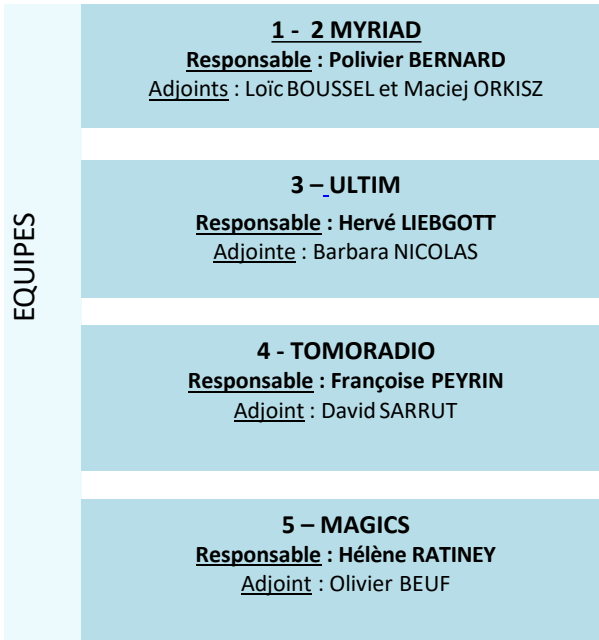 EQUIPES
1 - 2 MYRIAD
Responsable : Polivier BERNARD
Adjoints : Loïc BOUSSEL et Maciej ORKISZ
3 – ULTIM
Responsable : Hervé LIEBGOTT
Adjointe : Barbara NICOLAS
4 - TOMORADIO
Responsable : Françoise PEYRIN
Adjoint : David SARRUT
5 – MAGICS
Responsable : Hélène RATINEY
Adjoint : Olivier BEUF